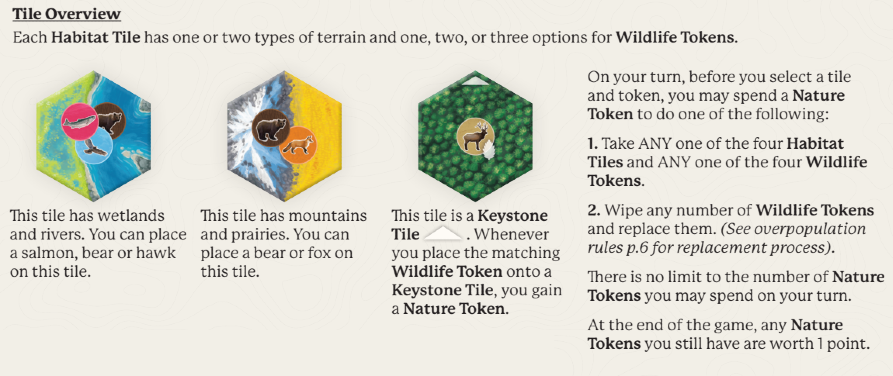 Tile Overview
Each Habitat Tile has one or two types of terrain and one, two, or three options for Wildlife Tokens.
This tile has wetlands
and rivers. You can place
a salmon, bear or hawk
on this tile.
This tile has mountains
and prairies. You can
place a bear or fox on
this tile.
This tile is a Keystone
Tile . Whenever
you place the matching
Wildlife Token onto a
Keystone Tile, you gain
a Nature Token.
On your turn, before you select a tile
and token, you may spend a Nature
Token to do one of the following:
1. Take ANY one of the four Habitat
Tiles and ANY one of the four Wildlife
Tokens.
2. Wipe any number of Wildlife Tokens
and replace them. (See overpopulation
rules p.6 for replacement process).
There is no limit to the number of Nature
Tokens you may spend on your turn.
At the end of the game, any Nature
Tokens you still have are worth 1 point.